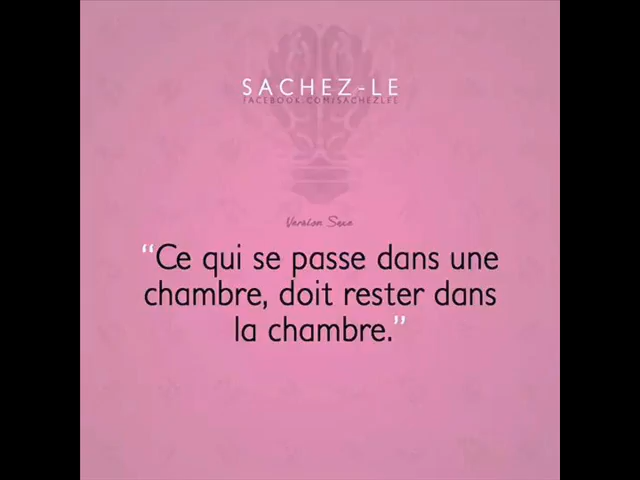 SACHEZ-LE
FACEBOOK.COM/SACHEZLEE
Version Sexe
“Ce qui se passe dans une
chambre, doit rester dans
la chambre.”